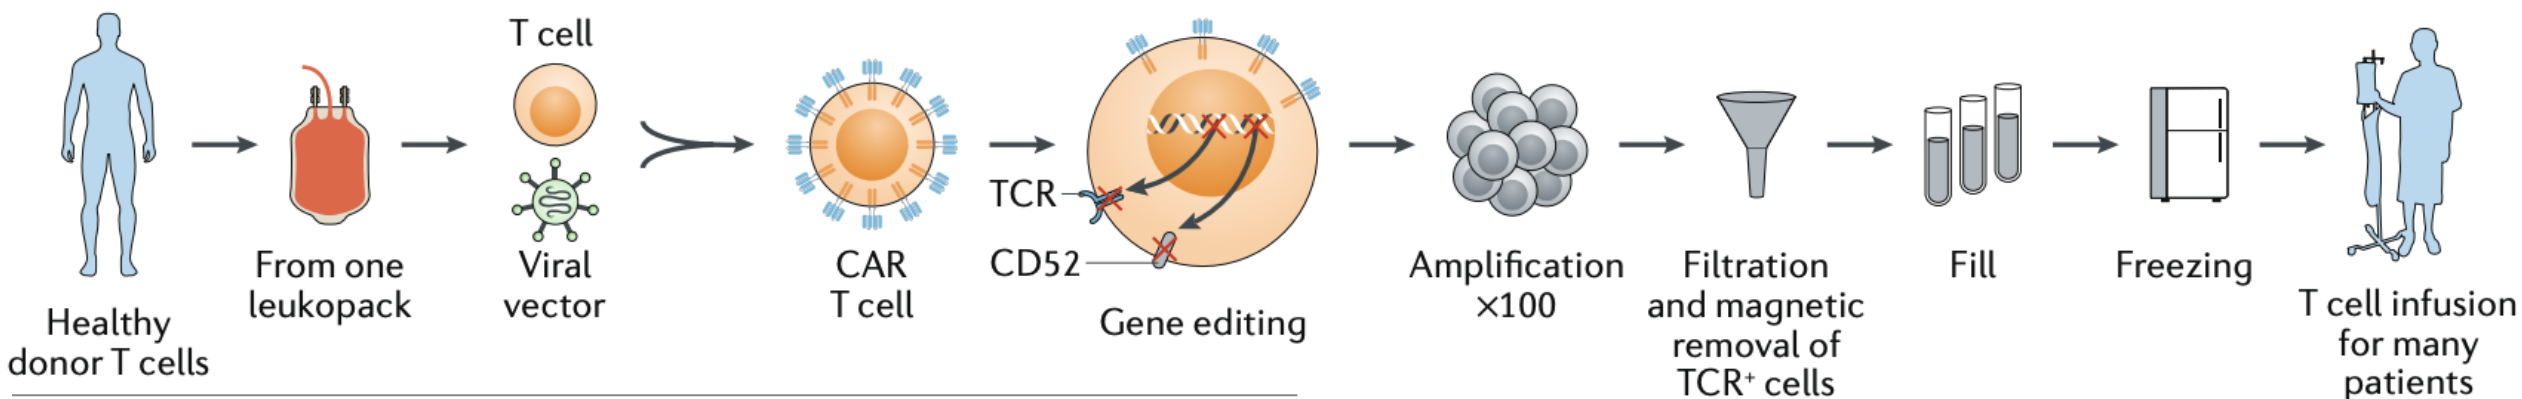 Healthy
donor T cells
From one
leukopack
T cell
Viral
vector
CAR
T cell
TCR
CD52
Gene editing
Amplification
×100
Filtration
and magnetic
removal of
TCR⁺ cells
Fill
Freezing
T cell infusion
for many
patients